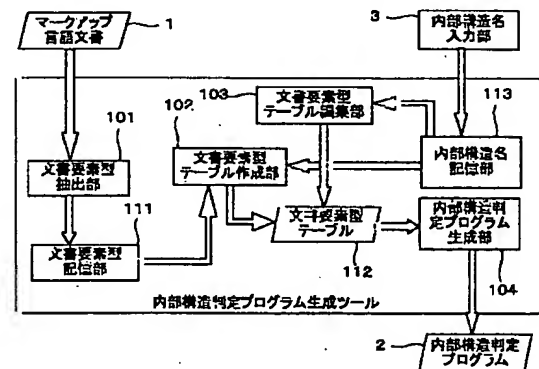 マークアップ
言語文書
1
3
内部構造名
入力部
103
文書要素型
テーブル編集部
113
102
101
文書要素型
テーブル作成部
内部構造名
記憶部
文書要素型
抽出部
文書要素型
テーブル
内部構造判
定プログラム
生成部
111
文書要素型
記憶部
112
104
内部構造判定プログラム生成ツール
2
内部構造判定
プログラム